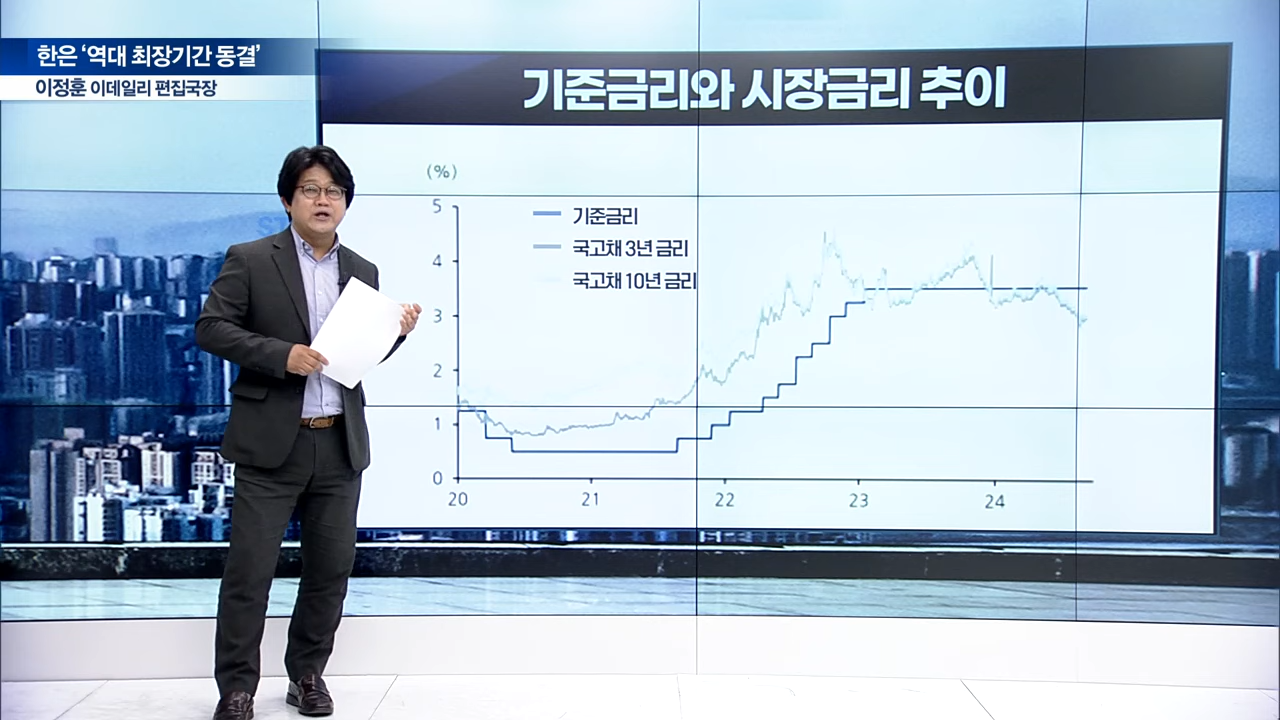 한은 ‘역대 최장기간 동결’
이정훈 이데일리 편집국장
기준금리와 시장금리 추이
(%)
5
4
3
2
1
0
기준금리
국고채 3년 금리
국고채 10년 금리
20 21 22 23 24